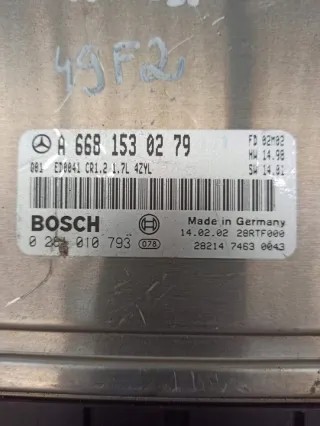 49F2
A 668 153 02 79
FD 02M02
HW 14.98
001 ED0041 CR1.2 1.7L 4ZYL
SW 14.01
BOSCH
Made in Germany
0 281 010 793 078
14.02.02 28RTF000
28214 7463 0043